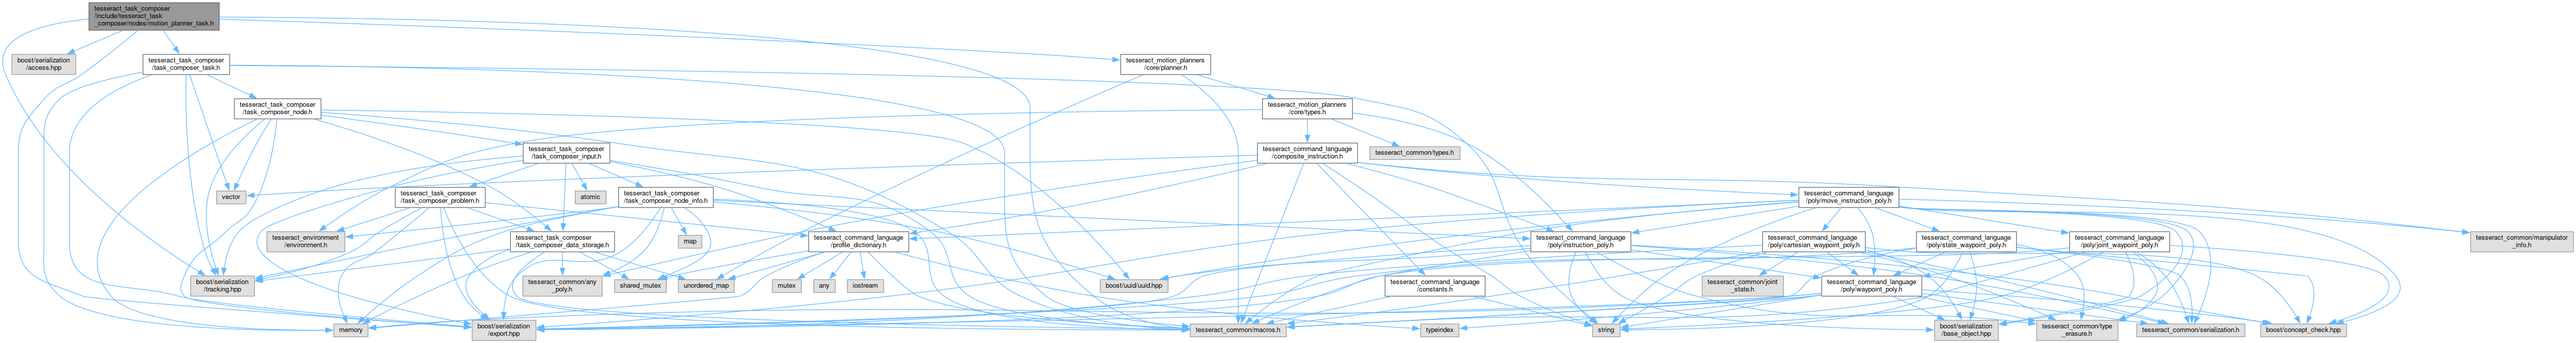 tesseract_task_composer
/include/tesseract_task
_composer/nodes/motion_planner_task.h
boost/serialization
/access.hpp
tesseract_task_composer
/task_composer_task.h
tesseract_motion_planners
/core/planner.h
tesseract_task_composer
/task_composer_node.h
tesseract_motion_planners
/core/types.h
tesseract_task_composer
/task_composer_input.h
tesseract_command_language
/composite_instruction.h
tesseract_common/types.h
vector
tesseract_task_composer
/task_composer_problem.h
atomic
tesseract_task_composer
/task_composer_node_info.h
tesseract_command_language
/poly/move_instruction_poly.h
tesseract_environment
/environment.h
tesseract_task_composer
/task_composer_data_storage.h
map
tesseract_command_language
/profile_dictionary.h
tesseract_command_language
/poly/instruction_poly.h
tesseract_command_language
/poly/cartesian_waypoint_poly.h
tesseract_command_language
/poly/state_waypoint_poly.h
tesseract_command_language
/poly/joint_waypoint_poly.h
tesseract_common/manipulator
_info.h
boost/serialization
/tracking.hpp
tesseract_common/any
_poly.h
shared_mutex
unordered_map
mutex
any
iostream
boost/uuid/uuid.hpp
tesseract_command_language
/constants.h
tesseract_common/joint
_state.h
tesseract_command_language
/poly/waypoint_poly.h
memory
boost/serialization
/export.hpp
tesseract_common/macros.h
typeindex
string
boost/serialization
/base_object.hpp
tesseract_common/type
_erasure.h
tesseract_common/serialization.h
boost/concept_check.hpp